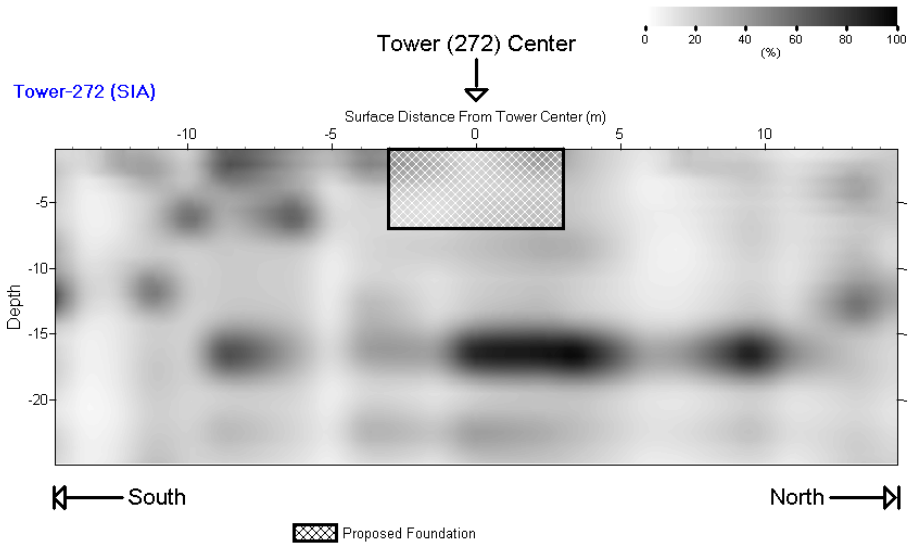 0 20 40 60 80 100
(%)
Tower (272) Center
Tower-272 (SIA)
Surface Distance From Tower Center (m)
-10 -5 0 5 10
Depth
-5
-10
-15
-20
South
North
Proposed Foundation